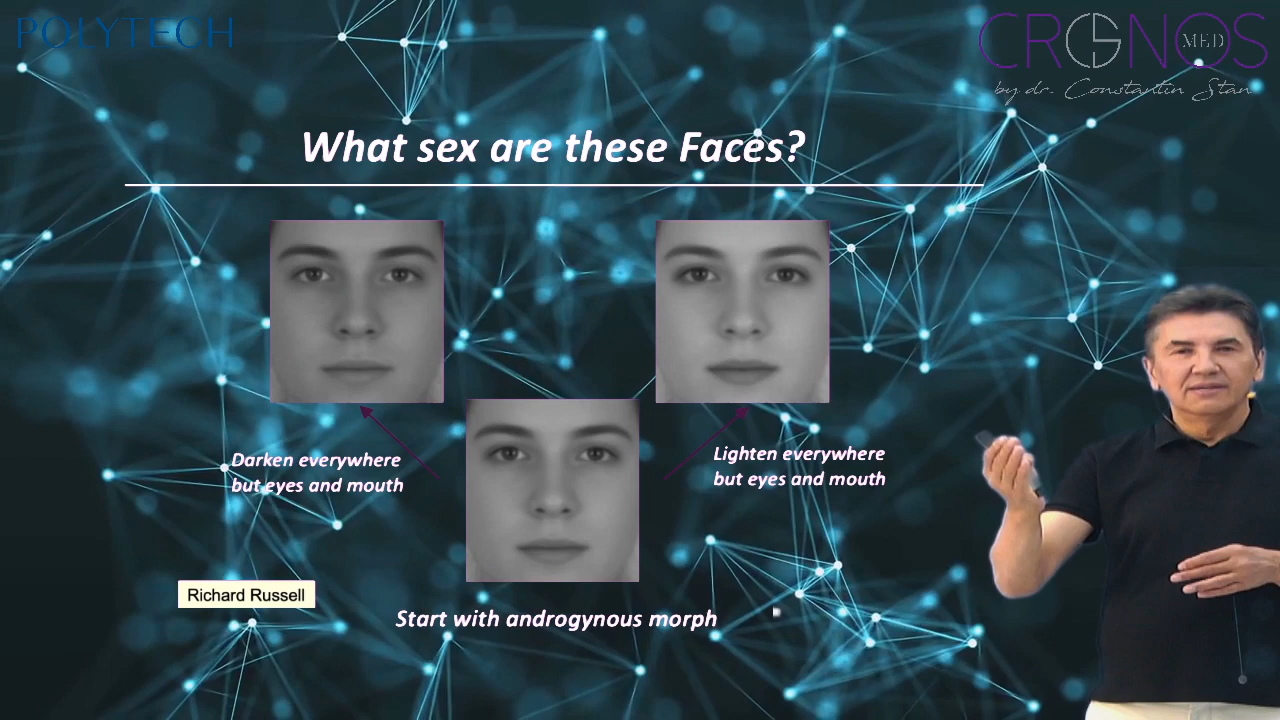 POLYTECH
CRONOS
MED
by dr. Constantin Stan
What sex are these Faces?
Darken everywhere
but eyes and mouth
Lighten everywhere
but eyes and mouth
Richard Russell
Start with androgynous morph